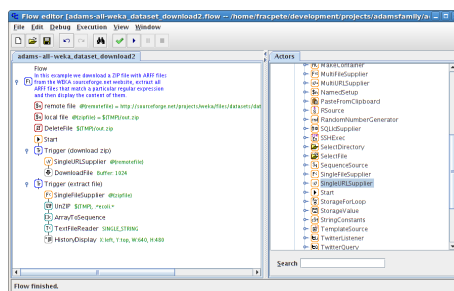 Flow editor [adams-all-weka_dataset_download2.flow -- /home/fracpete/development/projects/adamsfamily/a
File Edit Debug Execution View Window
adams-all-weka_dataset_download2
Flow
In this example we download a ZIP file with ARFF files
from the WEKA sourceforge.net website, extract all
ARFF files that match a particular regular expression
and then display the content of them.
remote file @(remotefile) = http://sourceforge.net/projects/weka/files/datasets/dat
local file @(zipfile) = $(TMP)/out.zip
DeleteFile $(TMP)/out.zip
Start
Trigger (download zip)
SingleURLSupplier @(remotefile)
DownloadFile Buffer: 1024
Trigger (extract file)
SingleFileSupplier @(zipfile)
UnZIP $(TMP), .*ecoli.*
ArrayToSequence
TextFileReader SINGLE_STRING
HistoryDisplay X:left, Y:top, W:640, H:480
Actors
MakeContainer
MultiFileSupplier
MultiURLSupplier
NamedSetup
PasteFromClipboard
RSource
RandomNumberGenerator
SQLIdSupplier
SSHExec
SelectDirectory
SelectFile
SequenceSource
SingleFileSupplier
SingleURLSupplier
Start
StorageForLoop
StorageValue
StringConstants
TemplateSource
TwitterListener
TwitterQuery
Search
Flow finished.